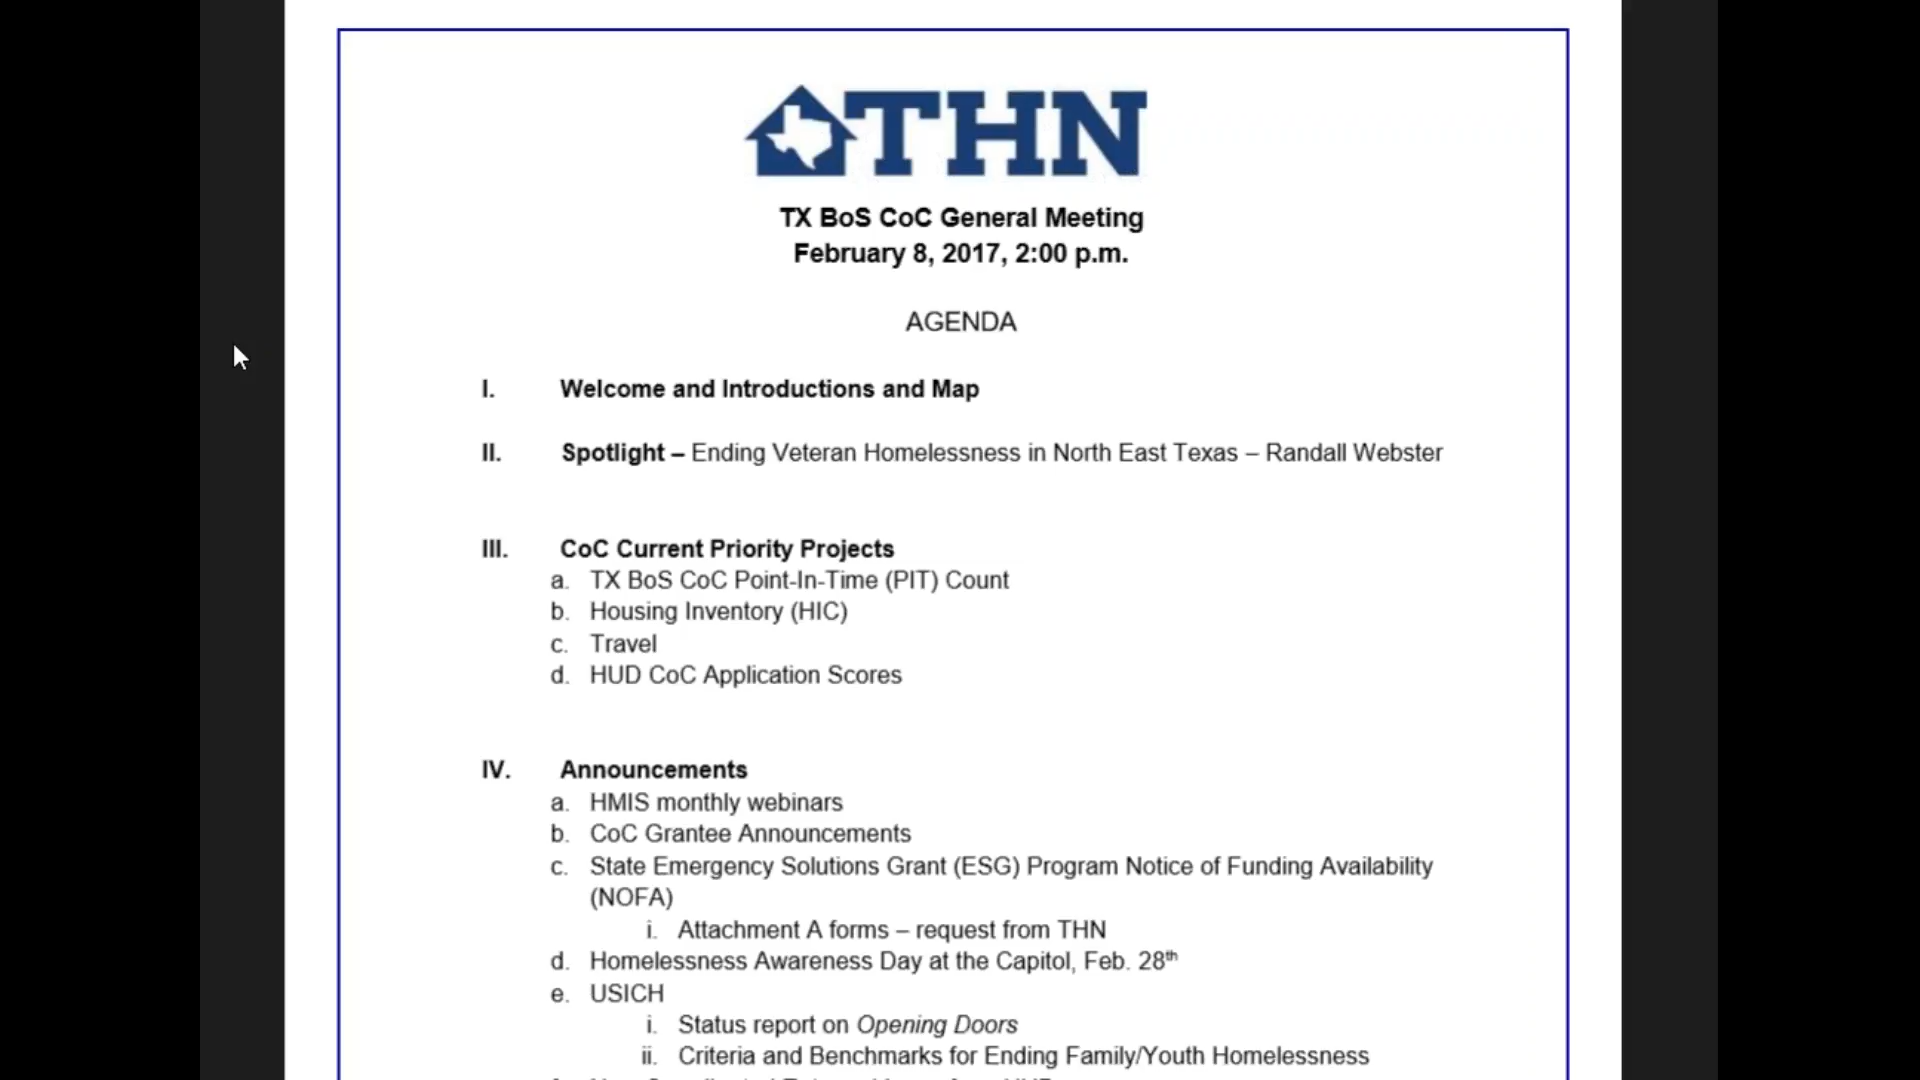 THN
TX BoS CoC General Meeting
February 8, 2017, 2:00 p.m.
AGENDA
I. Welcome and Introductions and Map
II. Spotlight – Ending Veteran Homelessness in North East Texas – Randall Webster
III. CoC Current Priority Projects
a. TX BoS CoC Point-In-Time (PIT) Count
b. Housing Inventory (HIC)
c. Travel
d. HUD CoC Application Scores
IV. Announcements
a. HMIS monthly webinars
b. CoC Grantee Announcements
c. State Emergency Solutions Grant (ESG) Program Notice of Funding Availability
(NOFA)
i. Attachment A forms – request from THN
d. Homelessness Awareness Day at the Capitol, Feb. 28th
e. USICH
i. Status report on Opening Doors
ii. Criteria and Benchmarks for Ending Family/Youth Homelessness